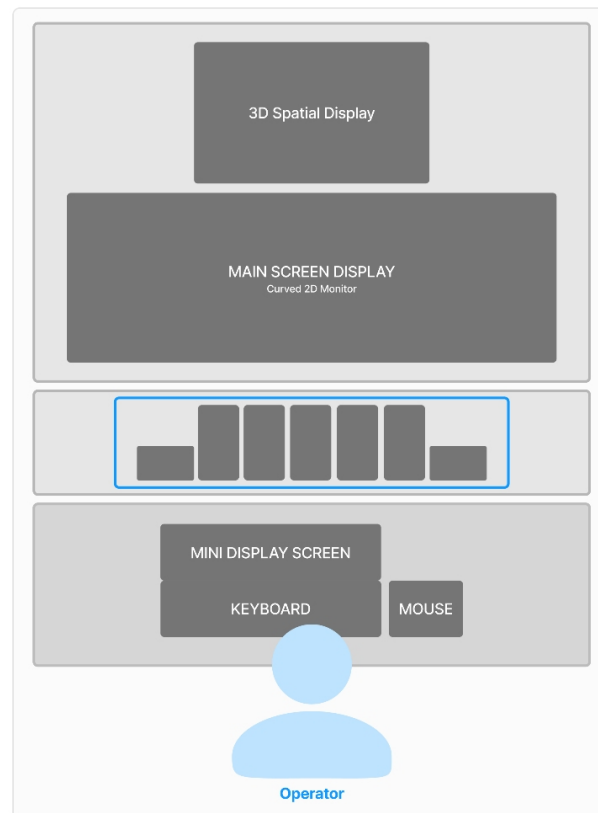 3D Spatial Display
MAIN SCREEN DISPLAY
Curved 2D Monitor
MINI DISPLAY SCREEN
KEYBOARD
MOUSE
Operator